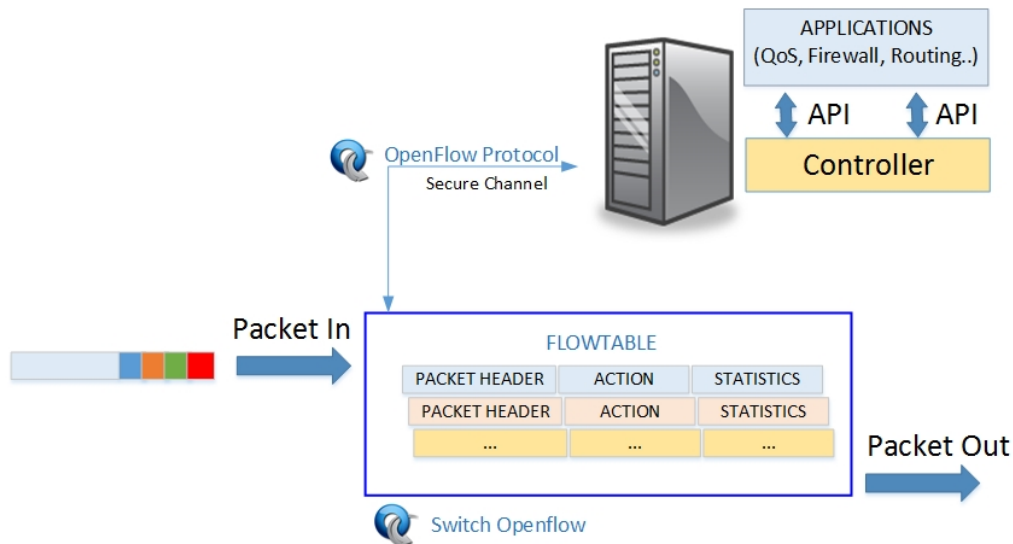 APPLICATIONS
(QoS, Firewall, Routing..)
API
API
Controller
OpenFlow Protocol
Secure Channel
Packet In
FLOWTABLE
PACKET HEADER ACTION STATISTICS
PACKET HEADER ACTION STATISTICS
... ... ...
Packet Out
Switch Openflow